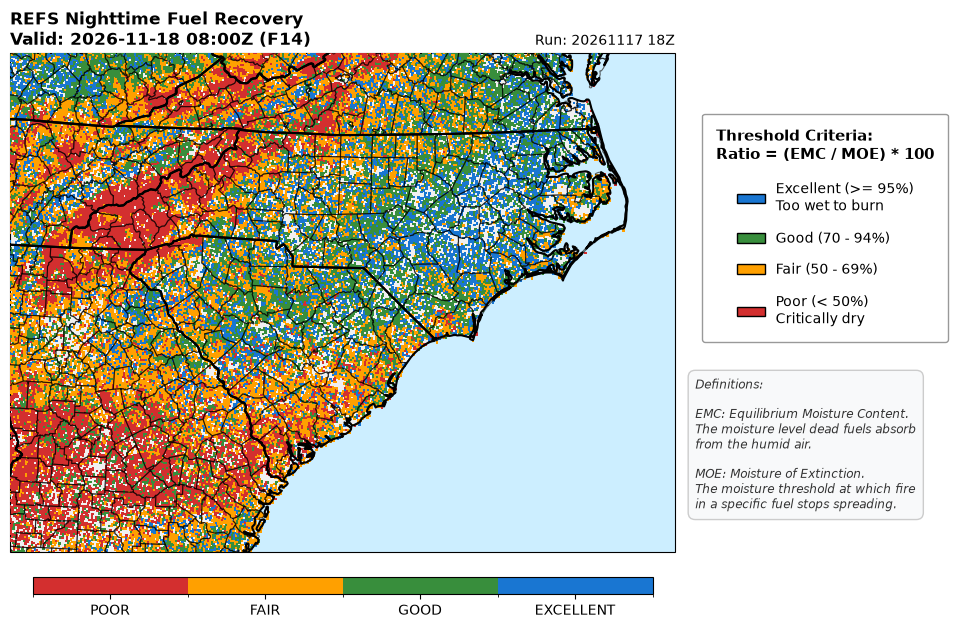 REFS Nighttime Fuel Recovery
Valid: 2026-11-18 08:00Z (F14)
Run: 20261117 18Z
Threshold Criteria:
Ratio = (EMC / MOE) * 100
Excellent (>= 95%)
Too wet to burn
Good (70 - 94%)
Fair (50 - 69%)
Poor (< 50%)
Critically dry
Definitions:
EMC: Equilibrium Moisture Content.
The moisture level dead fuels absorb
from the humid air.
MOE: Moisture of Extinction.
The moisture threshold at which fire
in a specific fuel stops spreading.
POOR
FAIR
GOOD
EXCELLENT